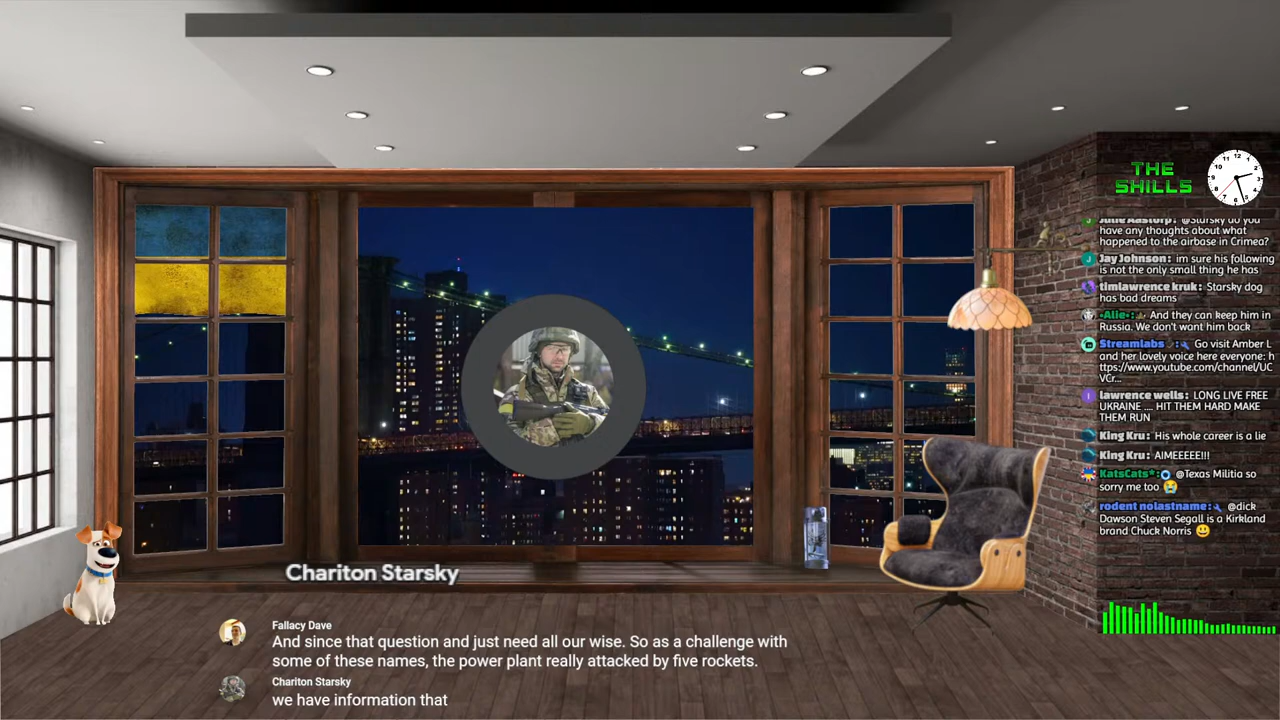 THE
SHILLS
Julie Aastorp: @Starsky do you
have any thoughts about what
happened to the airbase in Crimea?
Jay Johnson: im sure his following
is not the only small thing he has
timlawrence kruk: Starsky dog
has bad dreams
•Alie•: And they can keep him in
Russia. We don't want him back
Streamlabs : Go visit Amber L
and her lovely voice here everyone: h
ttps://www.youtube.com/channel/UC
VCr...
lawrence wells: LONG LIVE FREE
UKRAINE .... HIT THEM HARD MAKE
THEM RUN
King Kru: His whole career is a lie
King Kru: AIMEEEEE!!!
KatsCats*: @Texas Militia so
sorry me too 😭
rodent nolastname: @dick
Dawson Steven Segall is a Kirkland
brand Chuck Norris 😀
Chariton Starsky
Fallacy Dave
And since that question and just need all our wise. So as a challenge with
some of these names, the power plant really attacked by five rockets.
Chariton Starsky
we have information that